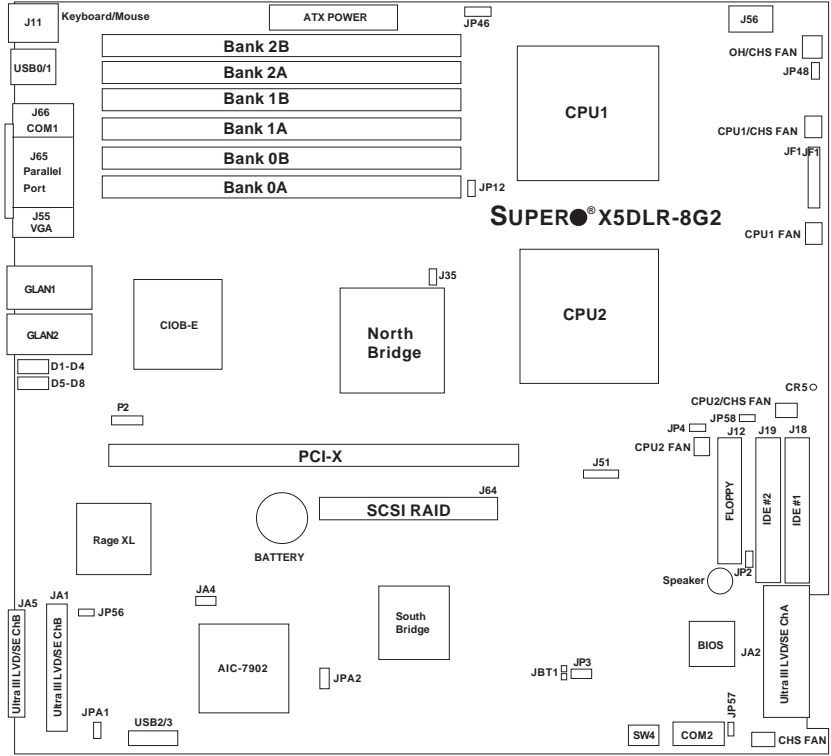 J11
Keyboard/Mouse
ATX POWER
JP46
J56
USB0/1
Bank 2B
Bank 2A
Bank 1B
Bank 1A
Bank 0B
Bank 0A
OH/CHS FAN
JP48
CPU1
J66
COM1
J65
Parallel
Port
J55
VGA
CPU1/CHS FAN
JF1JF1
JP12
SUPER®X5DLR-8G2
CPU1 FAN
GLAN1
GLAN2
CIOB-E
J35
North
Bridge
CPU2
D1-D4
D5-D8
CR5
CPU2/CHS FAN
P2
JP58
JP4
J12
J19
J18
CPU2 FAN
PCI-X
J51
J64
SCSI RAID
FLOPPY
IDE #2
IDE #1
Rage XL
BATTERY
JP2
Speaker
JA5
JA1
Ultra III LVD/SE ChB
Ultra III LVD/SE ChB
JP56
JA4
South
Bridge
BIOS
JA2
Ultra III LVD/SE ChA
AIC-7902
JPA2
JBT1
JP3
JPA1
USB2/3
JP57
SW4
COM2
CHS FAN